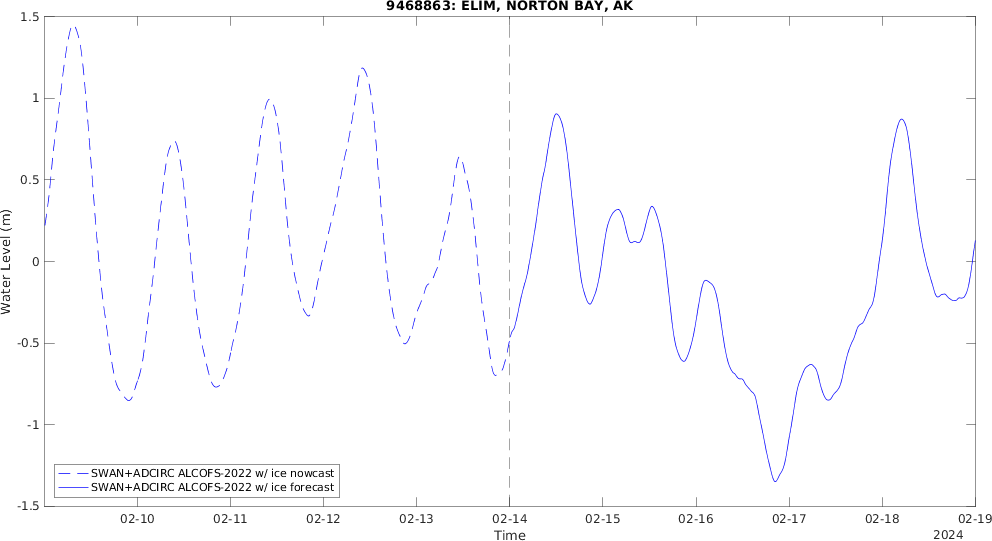 9468863: ELIM, NORTON BAY, AK
Water Level (m)
1.5
1
0.5
0
-0.5
-1
-1.5
SWAN+ADCIRC ALCOFS-2022 w/ ice nowcast
SWAN+ADCIRC ALCOFS-2022 w/ ice forecast
02-10 02-11 02-12 02-13 02-14 02-15 02-16 02-17 02-18 02-19
Time
2024